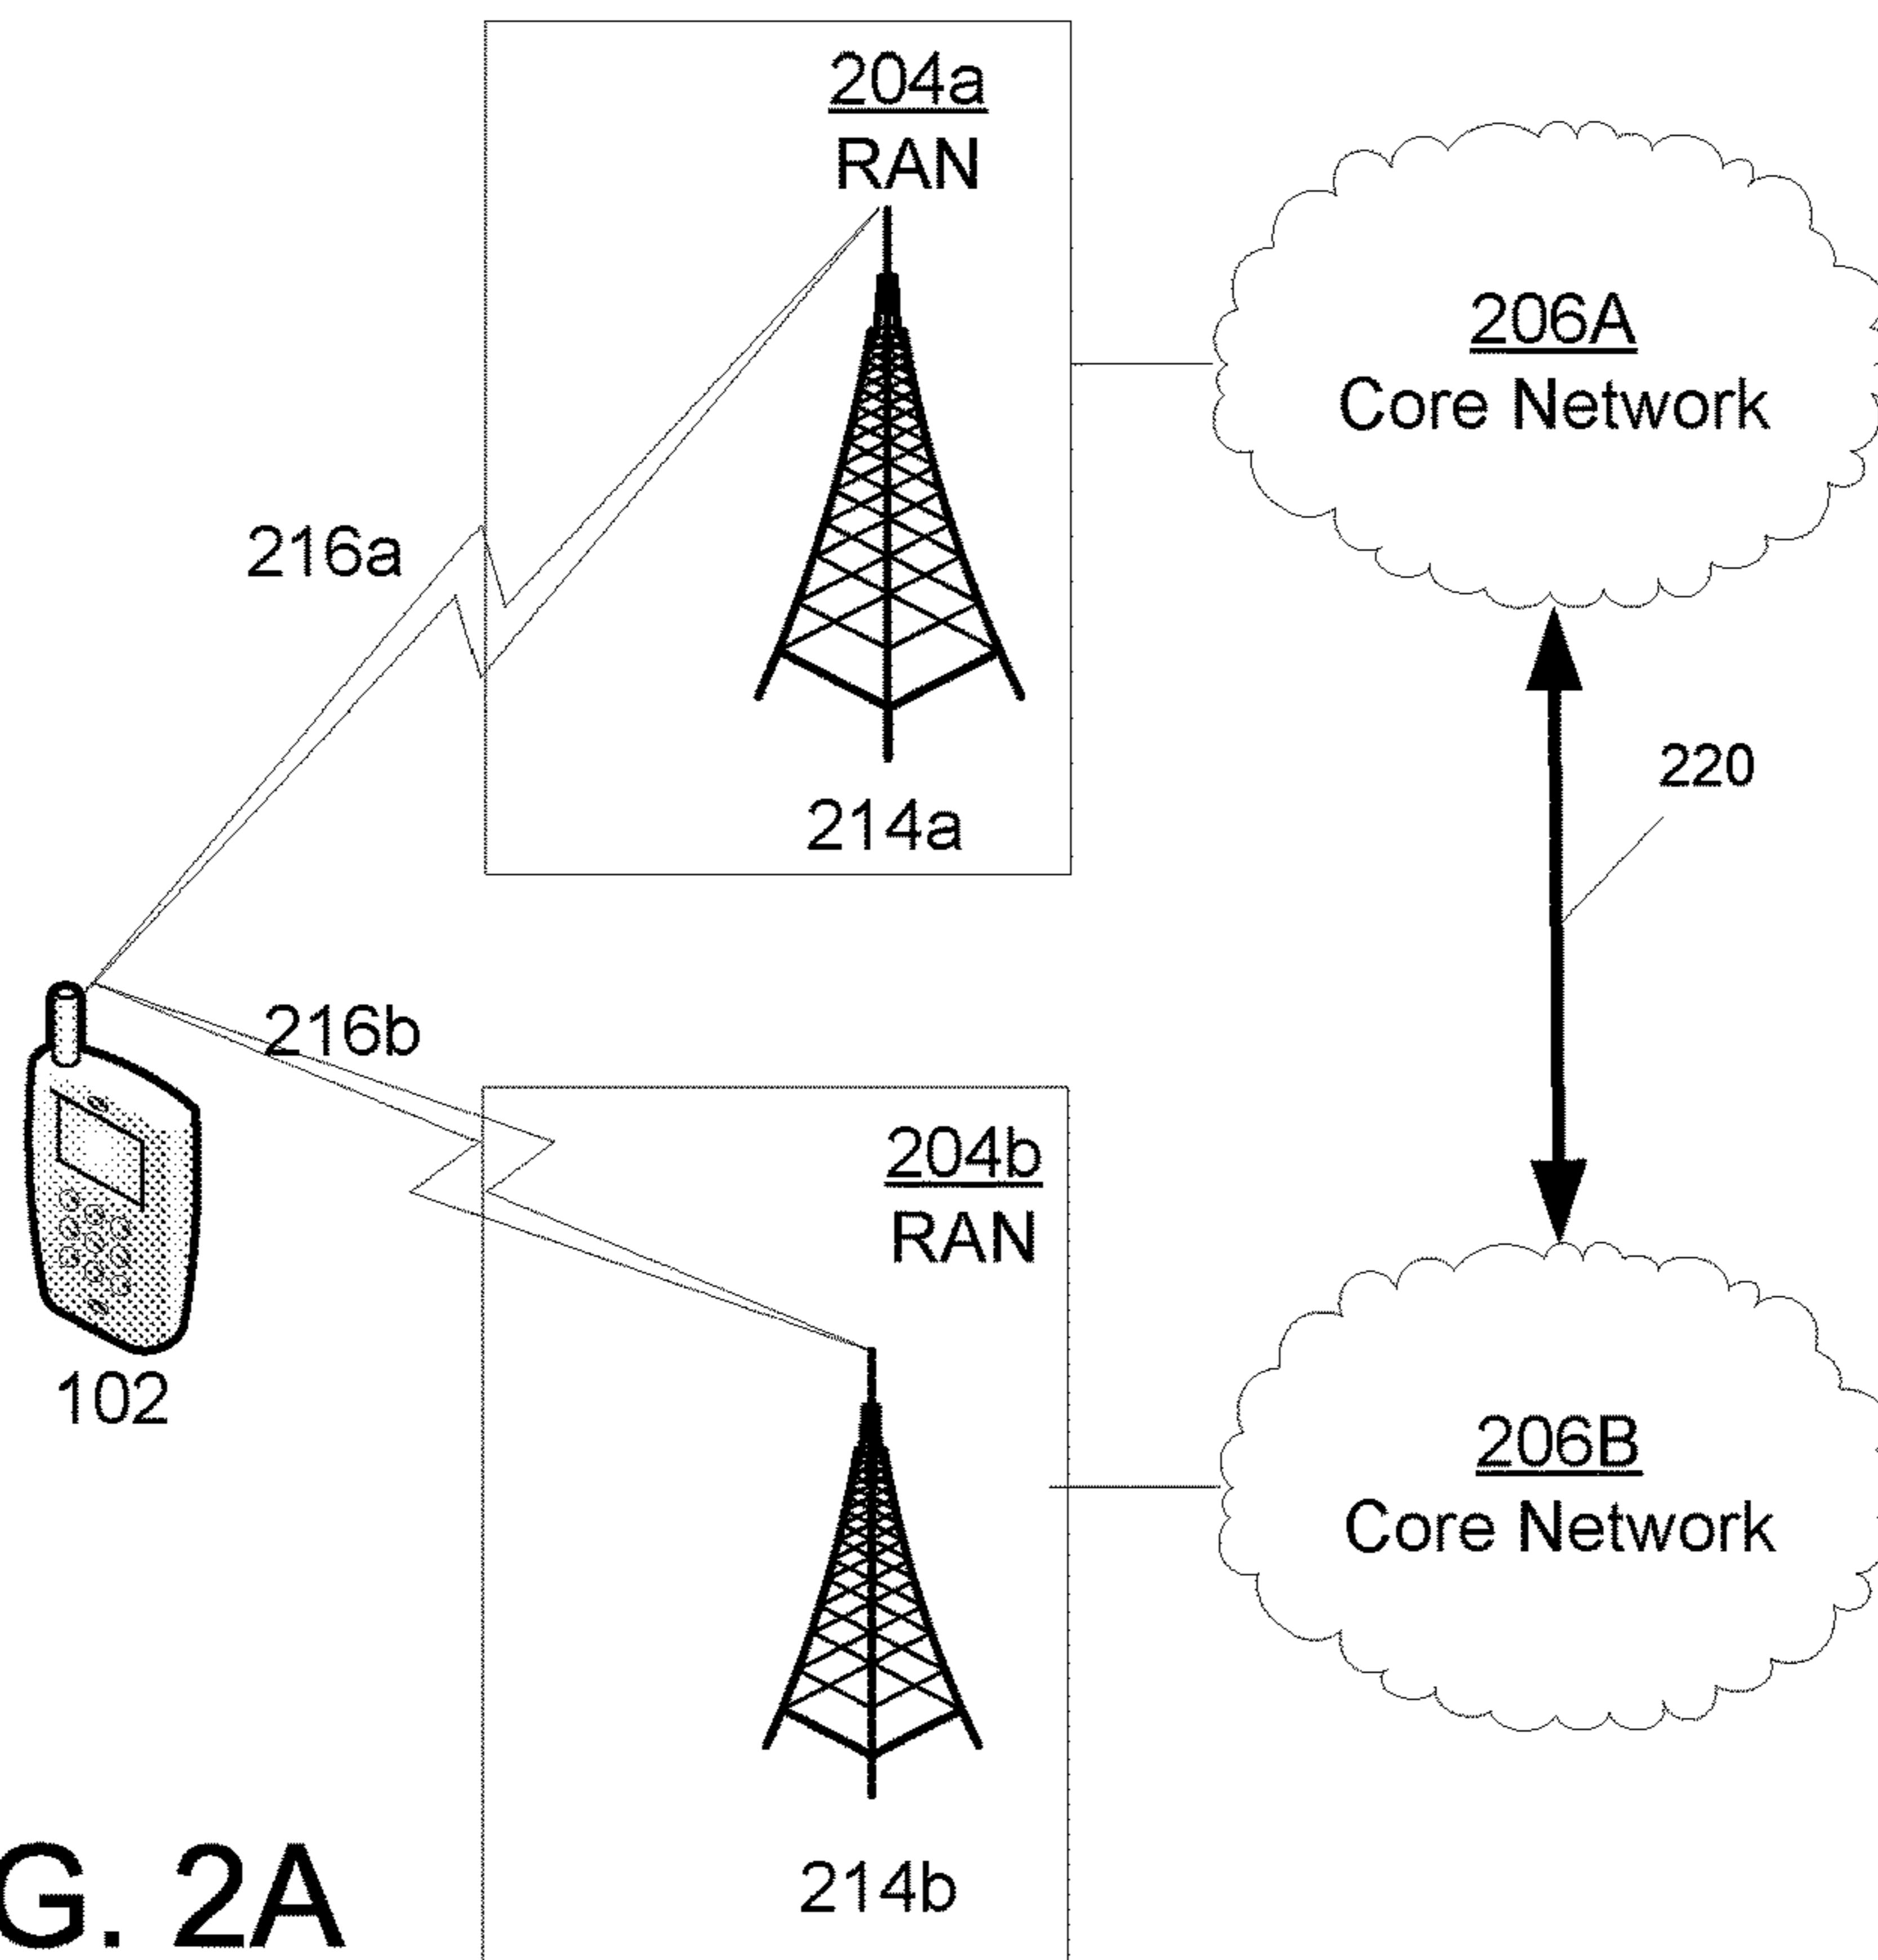 204a
RAN
206A
Core Network
216a
220
214a
216b
204b
RAN
102
206B
Core Network
214b
G. 2A